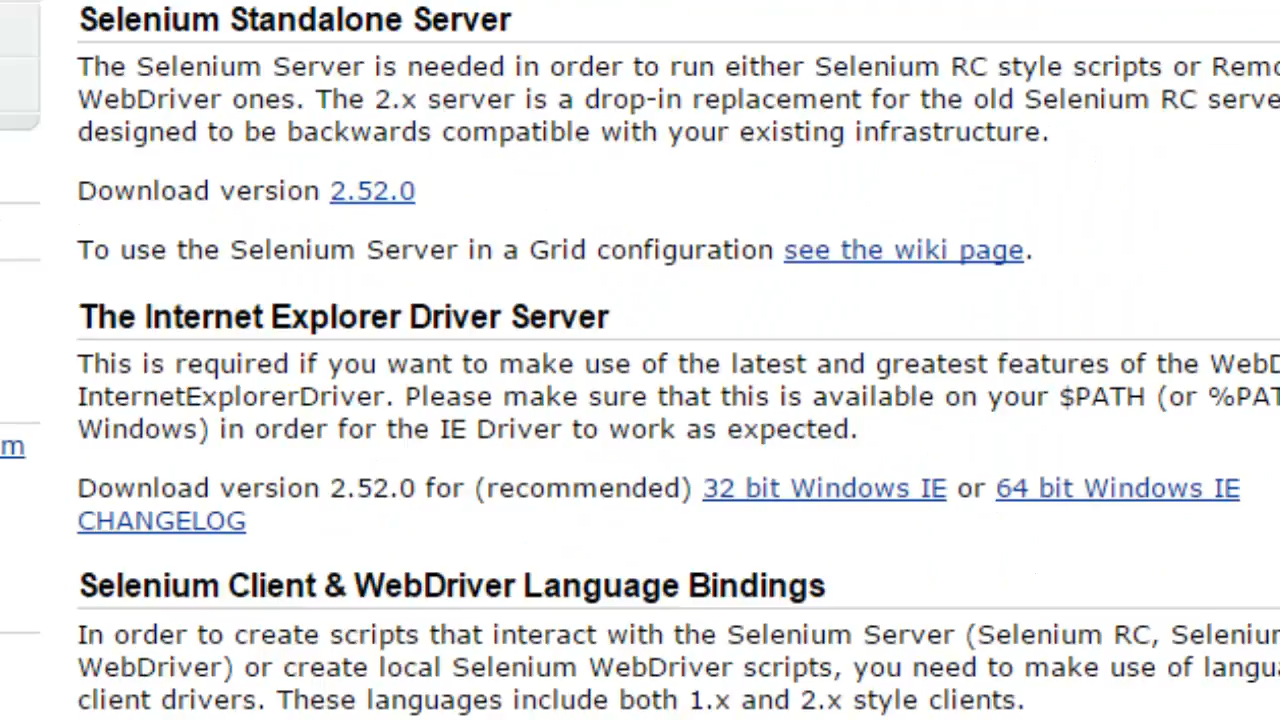 Selenium Standalone Server
The Selenium Server is needed in order to run either Selenium RC style scripts or Remo
WebDriver ones. The 2.x server is a drop-in replacement for the old Selenium RC serve
designed to be backwards compatible with your existing infrastructure.
Download version 2.52.0
To use the Selenium Server in a Grid configuration see the wiki page.
The Internet Explorer Driver Server
This is required if you want to make use of the latest and greatest features of the WebD
InternetExplorerDriver. Please make sure that this is available on your $PATH (or %PAT
Windows) in order for the IE Driver to work as expected.
m
Download version 2.52.0 for (recommended) 32 bit Windows IE or 64 bit Windows IE
CHANGELOG
Selenium Client & WebDriver Language Bindings
In order to create scripts that interact with the Selenium Server (Selenium RC, Selenium
WebDriver) or create local Selenium WebDriver scripts, you need to make use of langua
client drivers. These languages include both 1.x and 2.x style clients.